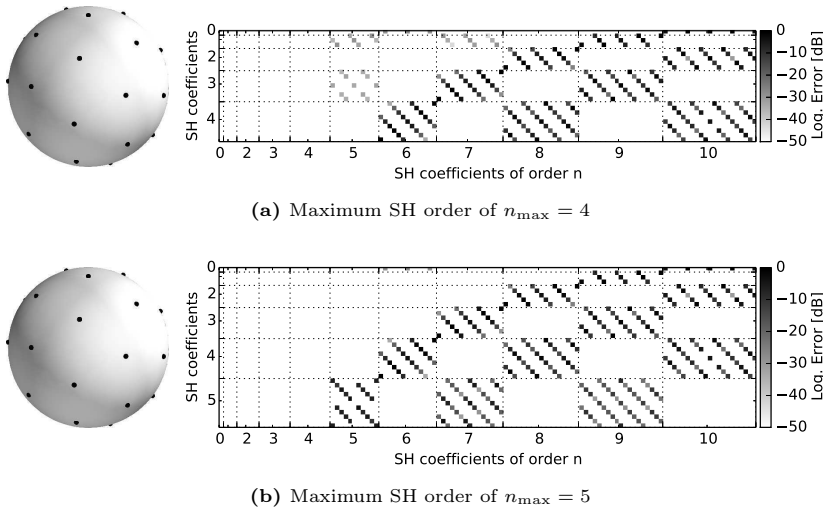 SH coefficients
0
2
3
4
0 2 3 4 5 6 7 8 9 10
SH coefficients of order n
0
−10
−20
−30
−40
−50
Log. Error [dB]
(a) Maximum SH order of nmax = 4
SH coefficients
0
2
3
4
5
0 2 3 4 5 6 7 8 9 10
SH coefficients of order n
0
−10
−20
−30
−40
−50
Log. Error [dB]
(b) Maximum SH order of nmax = 5